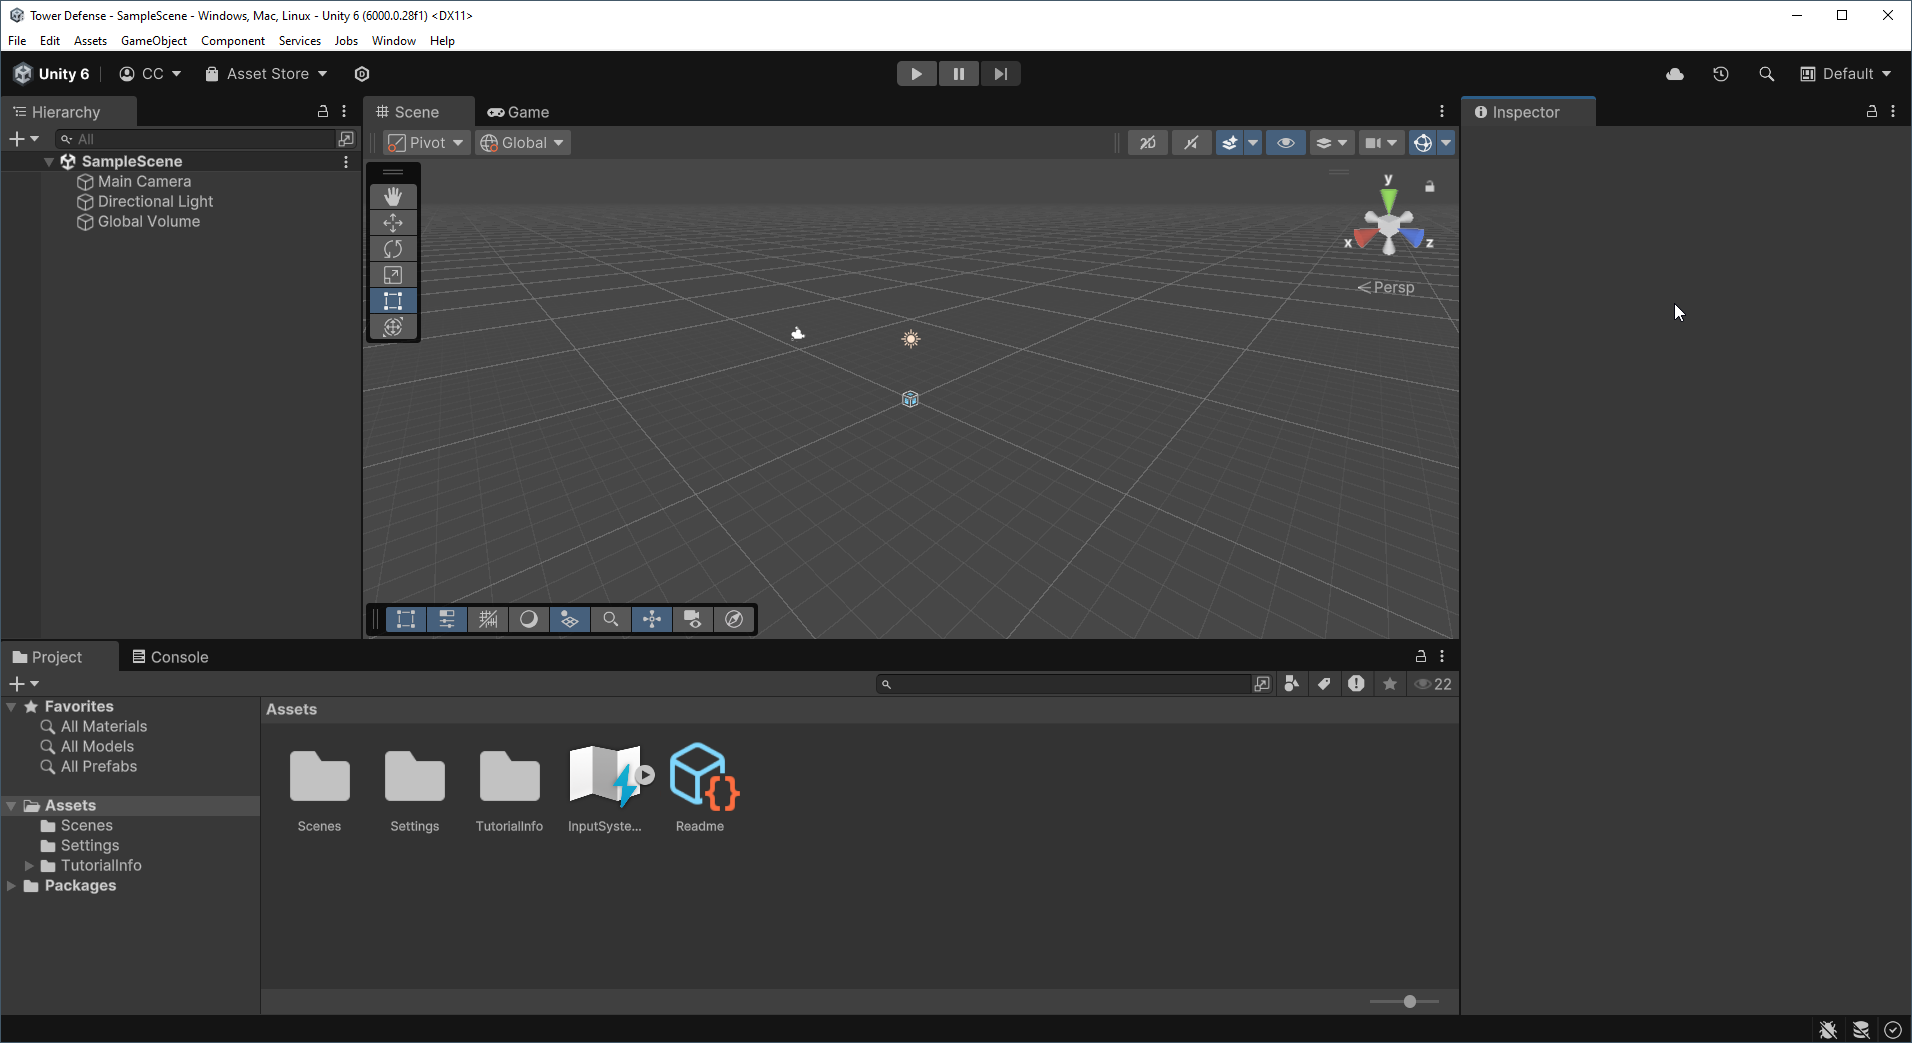 Tower Defense - SampleScene - Windows, Mac, Linux - Unity 6 (6000.0.28f1) <DX11>
File Edit Assets GameObject Component Services Jobs Window Help
Unity 6 CC Asset Store Default
Hierarchy
All
SampleScene
Main Camera
Directional Light
Global Volume
Scene Game
Pivot Global 2D
y
x z
Persp
Inspector
Project Console
22
Favorites
All Materials
All Models
All Prefabs
Assets
Scenes
Settings
TutorialInfo
Packages
Assets
Scenes Settings TutorialInfo InputSyste... Readme